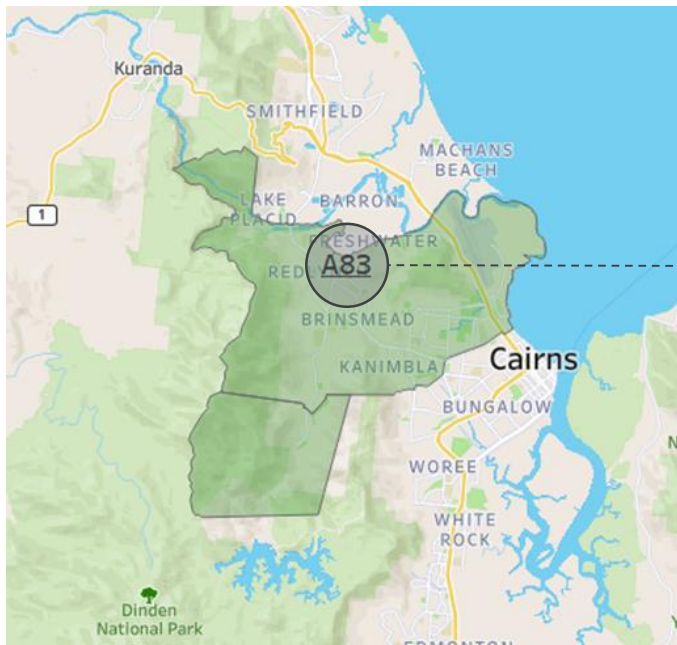 Kuranda
SMITHFIELD
MACHANS
BEACH
LAKE
PLACID
BARRON
1
FRESHWATER
A83
BRINSMEAD
KANIMBLA
Cairns
BUNGALOW
WOREE
WHITE
ROCK
Dinden
National Park